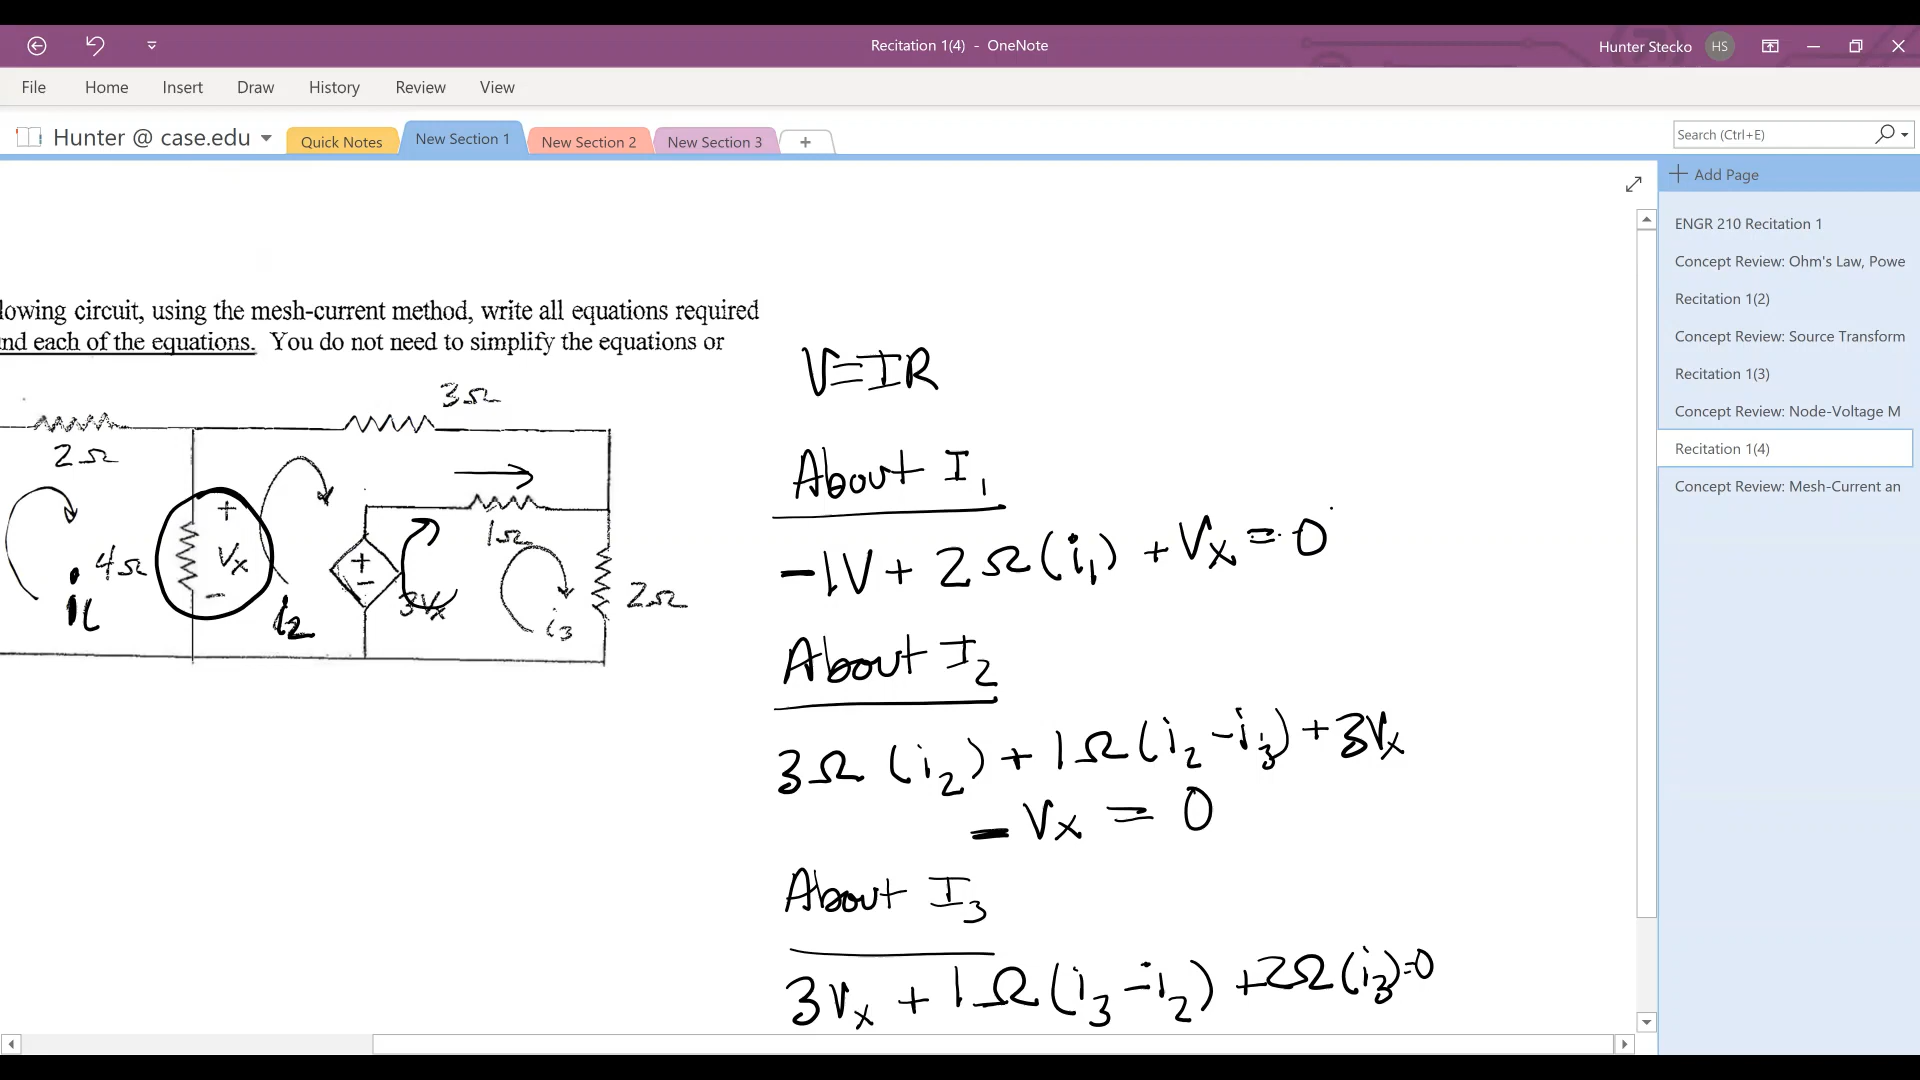 Recitation 1(4) - OneNote
Hunter Stecko HS
File Home Insert Draw History Review View
Hunter @ case.edu Quick Notes New Section 1 New Section 2 New Section 3 +
Search (Ctrl+E)
Add Page
ENGR 210 Recitation 1
Concept Review: Ohm's Law, Powe
Recitation 1(2)
Concept Review: Source Transform
Recitation 1(3)
Concept Review: Node-Voltage M
Recitation 1(4)
Concept Review: Mesh-Current an
lowing circuit, using the mesh-current method, write all equations required
nd each of the equations. You do not need to simplify the equations or
3Ω
2Ω
1Ω
4Ω
+
Vx
-
+
-
3Vx
2Ω
i1
i2
i3
V=IR
About I1
-1V + 2Ω(i1) + Vx = 0
About I2
3Ω(i2) + 1Ω(i2-i3) + 3Vx
- Vx = 0
About I3
3Vx + 1Ω(i3-i2) + 2Ω(i3)=0